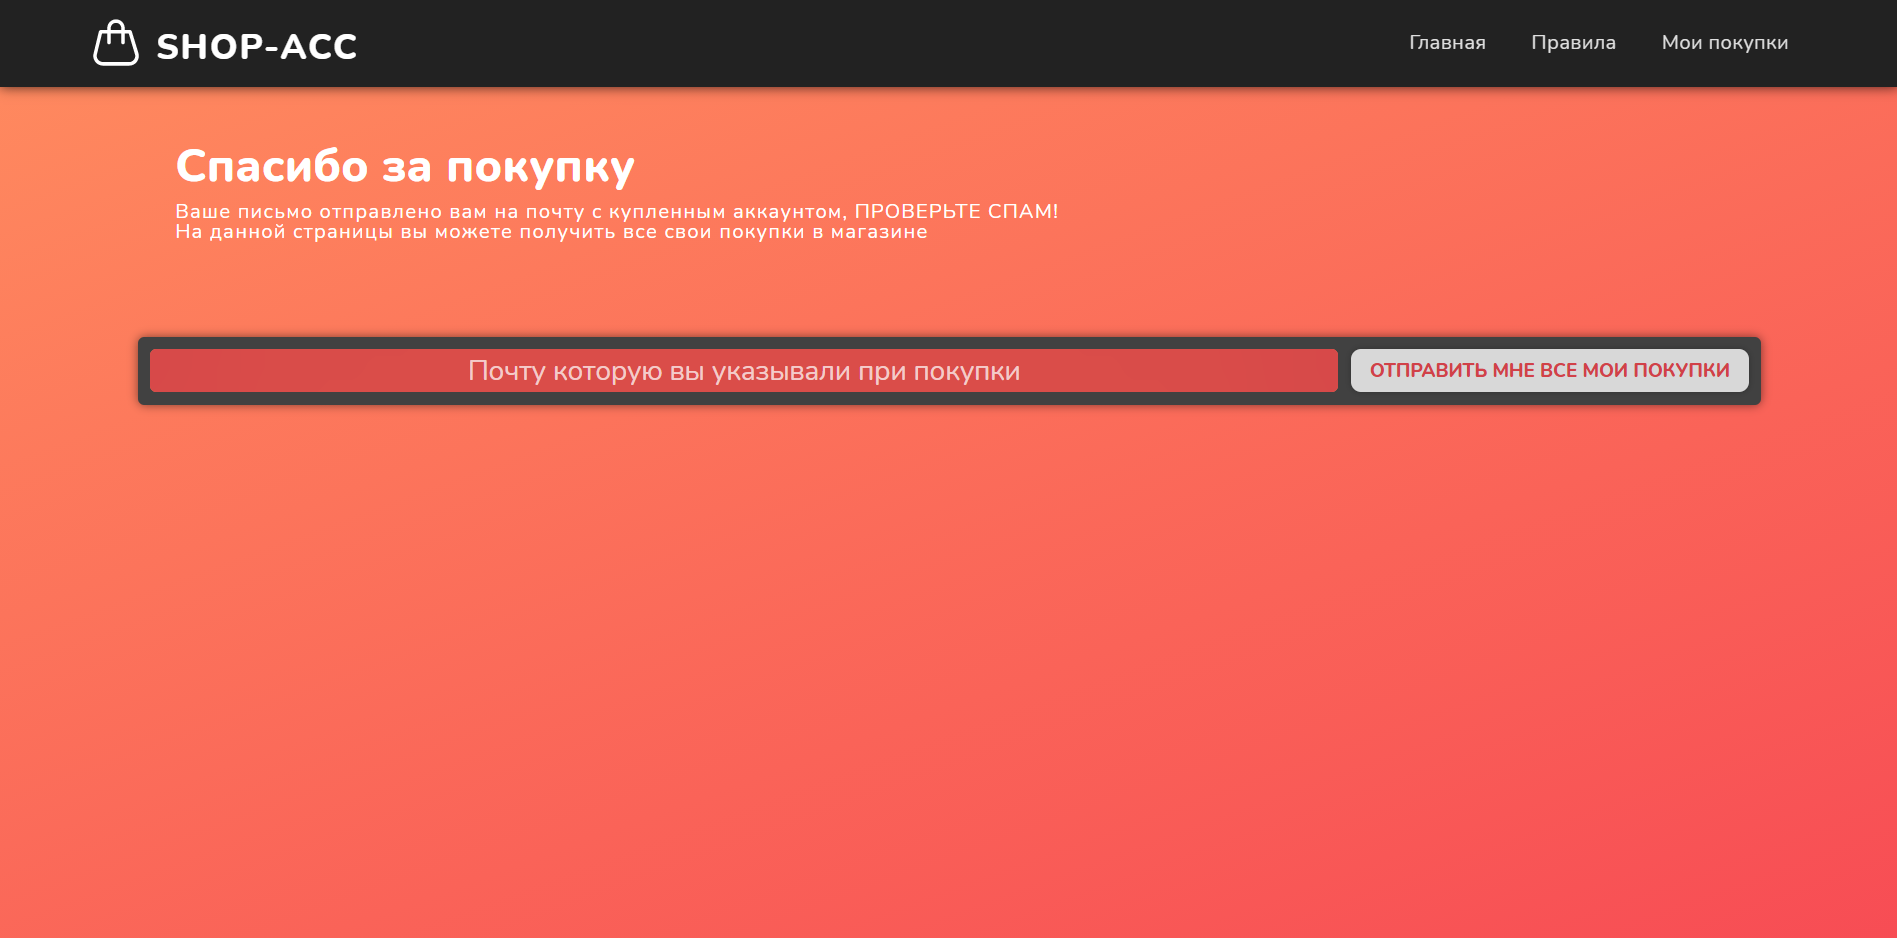 SHOP-ACC
Главная
Правила
Мои покупки
Спасибо за покупку
Ваше письмо отправлено вам на почту с купленным аккаунтом, ПРОВЕРЬТЕ СПАМ!
На данной страницы вы можете получить все свои покупки в магазине
Почту которую вы указывали при покупки
ОТПРАВИТЬ МНЕ ВСЕ МОИ ПОКУПКИ